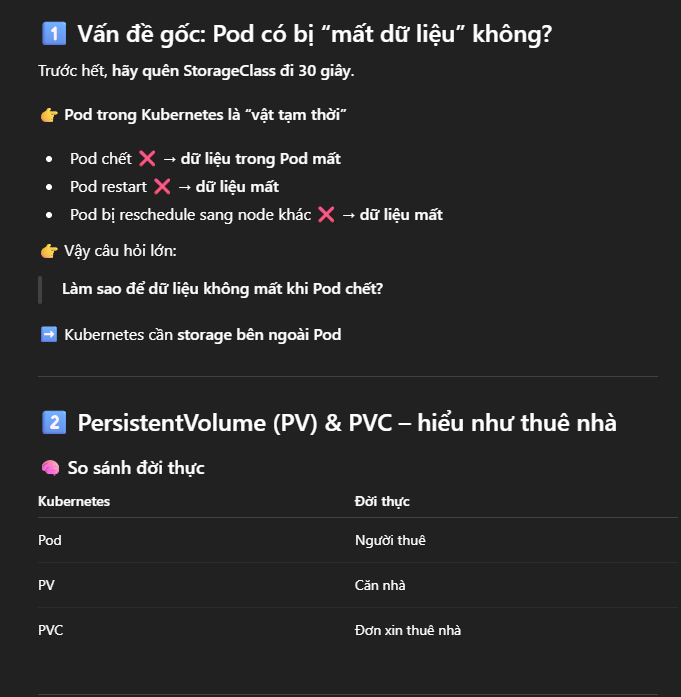 1️⃣ Vấn đề gốc: Pod có bị “mất dữ liệu” không?
Trước hết, hãy quên StorageClass đi 30 giây.
👉 Pod trong Kubernetes là “vật tạm thời”
• Pod chết ❌ → dữ liệu trong Pod mất
• Pod restart ❌ → dữ liệu mất
• Pod bị reschedule sang node khác ❌ → dữ liệu mất
👉 Vậy câu hỏi lớn:
Làm sao để dữ liệu không mất khi Pod chết?
➡️ Kubernetes cần storage bên ngoài Pod
2️⃣ PersistentVolume (PV) & PVC – hiểu như thuê nhà
🧠 So sánh đời thực
Kubernetes Đời thực
Pod Người thuê
PV Căn nhà
PVC Đơn xin thuê nhà